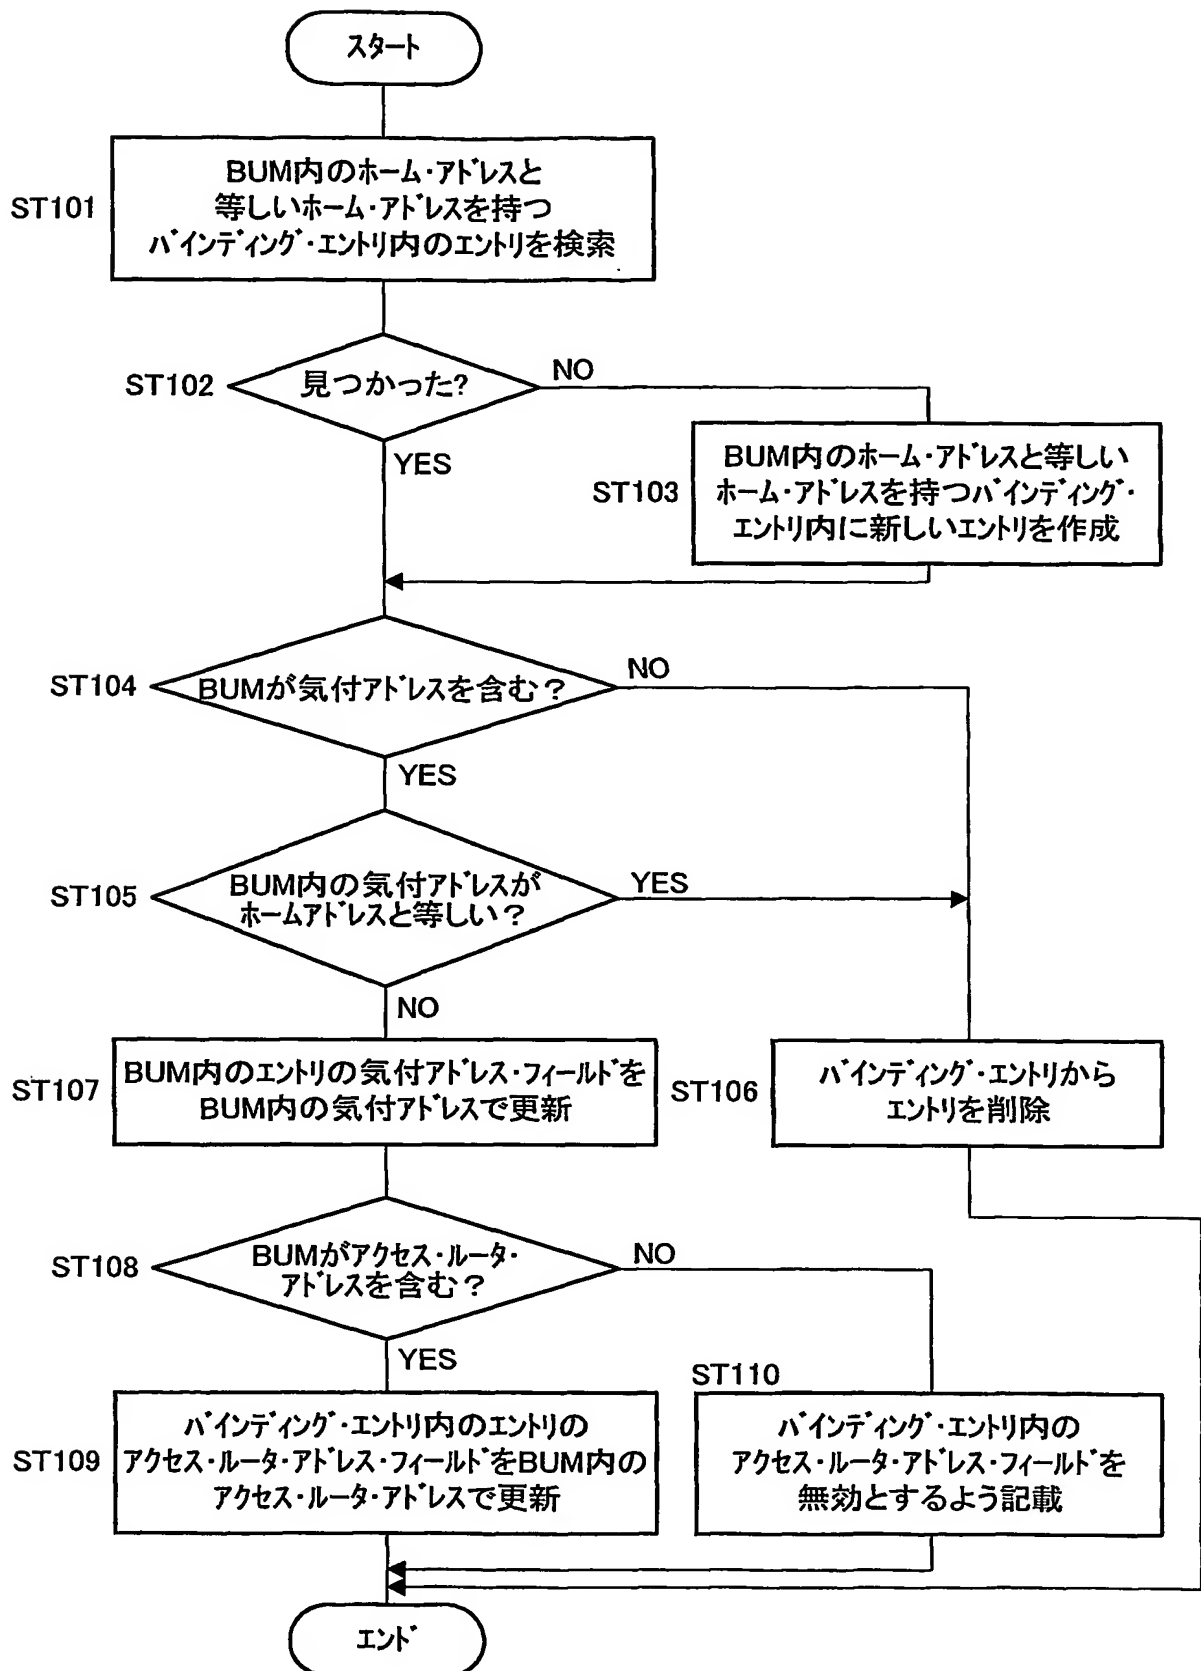 スタート
ST101
BUM内のホーム・アドレスと
等しいホーム・アドレスを持つ
バインディング・エントリ内のエントリを検索
ST102
見つかった?
NO
YES
ST103
BUM内のホーム・アドレスと等しい
ホーム・アドレスを持つバインディング・
エントリ内に新しいエントリを作成
ST104
BUMが気付アドレスを含む？
NO
YES
ST105
BUM内の気付アドレスが
ホームアドレスと等しい？
YES
NO
ST107
BUM内のエントリの気付アドレス・フィールドを
BUM内の気付アドレスで更新
ST106
バインディング・エントリから
エントリを削除
ST108
BUMがアクセス・ルータ・
アドレスを含む？
NO
YES
ST109
バインディング・エントリ内のエントリの
アクセス・ルータ・アドレス・フィールドをBUM内の
アクセス・ルータ・アドレスで更新
ST110
バインディング・エントリ内の
アクセス・ルータ・アドレス・フィールドを
無効とするよう記載
エンド